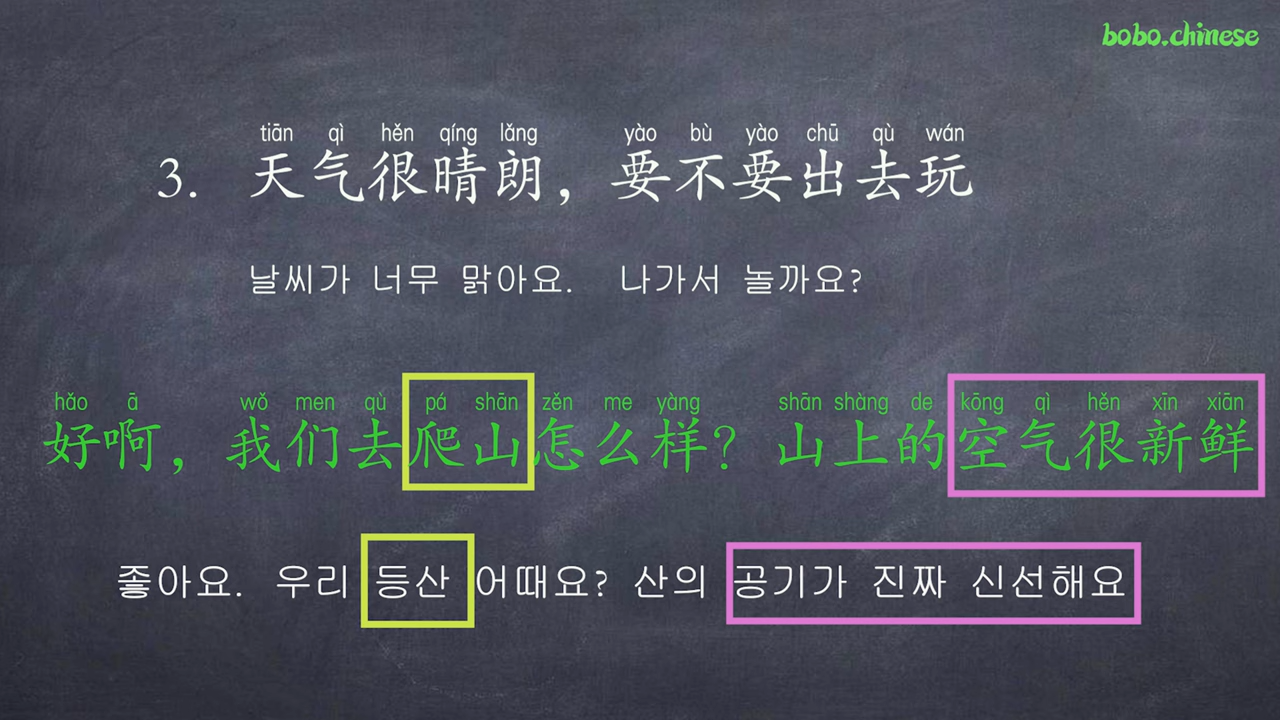 bobo.chinese
tiān qì hěn qíng lǎng yào bù yào chū qù wán
3. 天气很晴朗，要不要出去玩
날씨가 너무 맑아요. 나가서 놀까요?
hǎo ā wǒ men qù pá shān zěn me yàng shān shàng de kōng qì hěn xīn xiān
好啊，我们去爬山怎么样？山上的空气很新鲜
좋아요. 우리 등산 어때요? 산의 공기가 진짜 신선해요